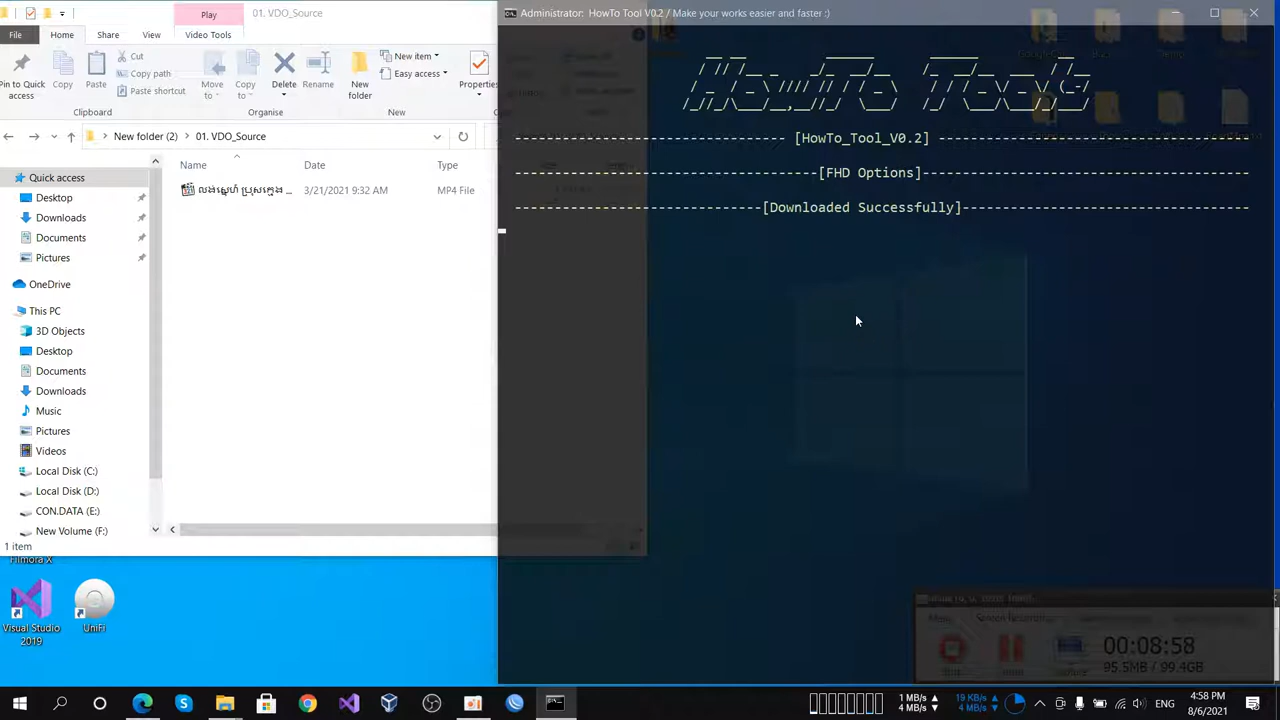 Play
01. VDO_Source
File
Home
Share
View
Video Tools
Pin to Quick
access
Copy
Paste
Cut
Copy path
Paste shortcut
Clipboard
Move
to
Copy
to
Delete
Rename
Organise
New
folder
New item
Easy access
New
Properties
New folder (2)
01. VDO_Source
Name
Date
Type
3/21/2021 9:32 AM
MP4 File
Quick access
Desktop
Downloads
Documents
Pictures
OneDrive
This PC
3D Objects
Desktop
Documents
Downloads
Music
Pictures
Videos
Local Disk (C:)
Local Disk (D:)
CON.DATA (E:)
New Volume (F:)
1 item
Filmora X
Visual Studio
2019
UniFi
Administrator: HowTo Tool V0.2 / Make your works easier and faster :)
[HowTo_Tool_V0.2]
[FHD Options]
[Downloaded Successfully]
00:08:58
95.5MB / 99.4GB
1 MB/s
4 MB/s
19 KB/s
4 MB/s
ENG
4:58 PM
8/6/2021